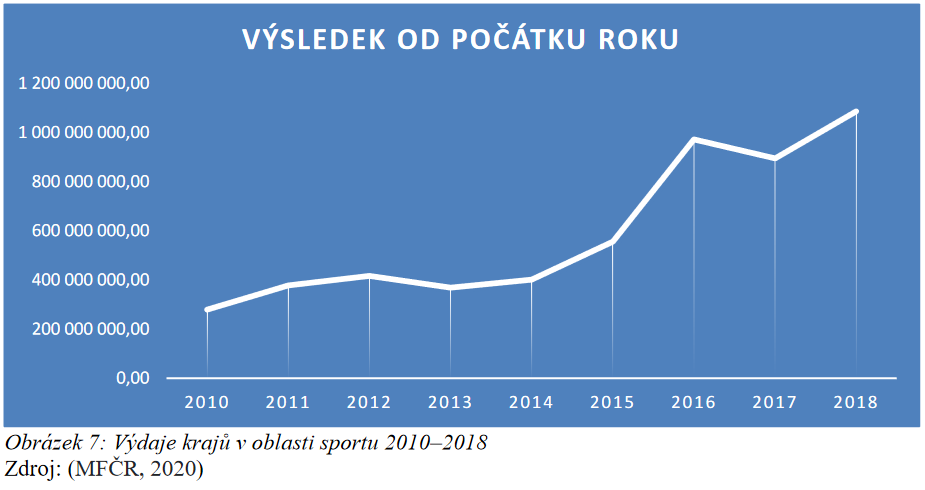 VÝSLEDEK OD POČÁTKU ROKU
1 200 000 000,00
1 000 000 000,00
800 000 000,00
600 000 000,00
400 000 000,00
200 000 000,00
0,00
2010 2011 2012 2013 2014 2015 2016 2017 2018
Obrázek 7: Výdaje krajů v oblasti sportu 2010–2018
Zdroj: (MFČR, 2020)